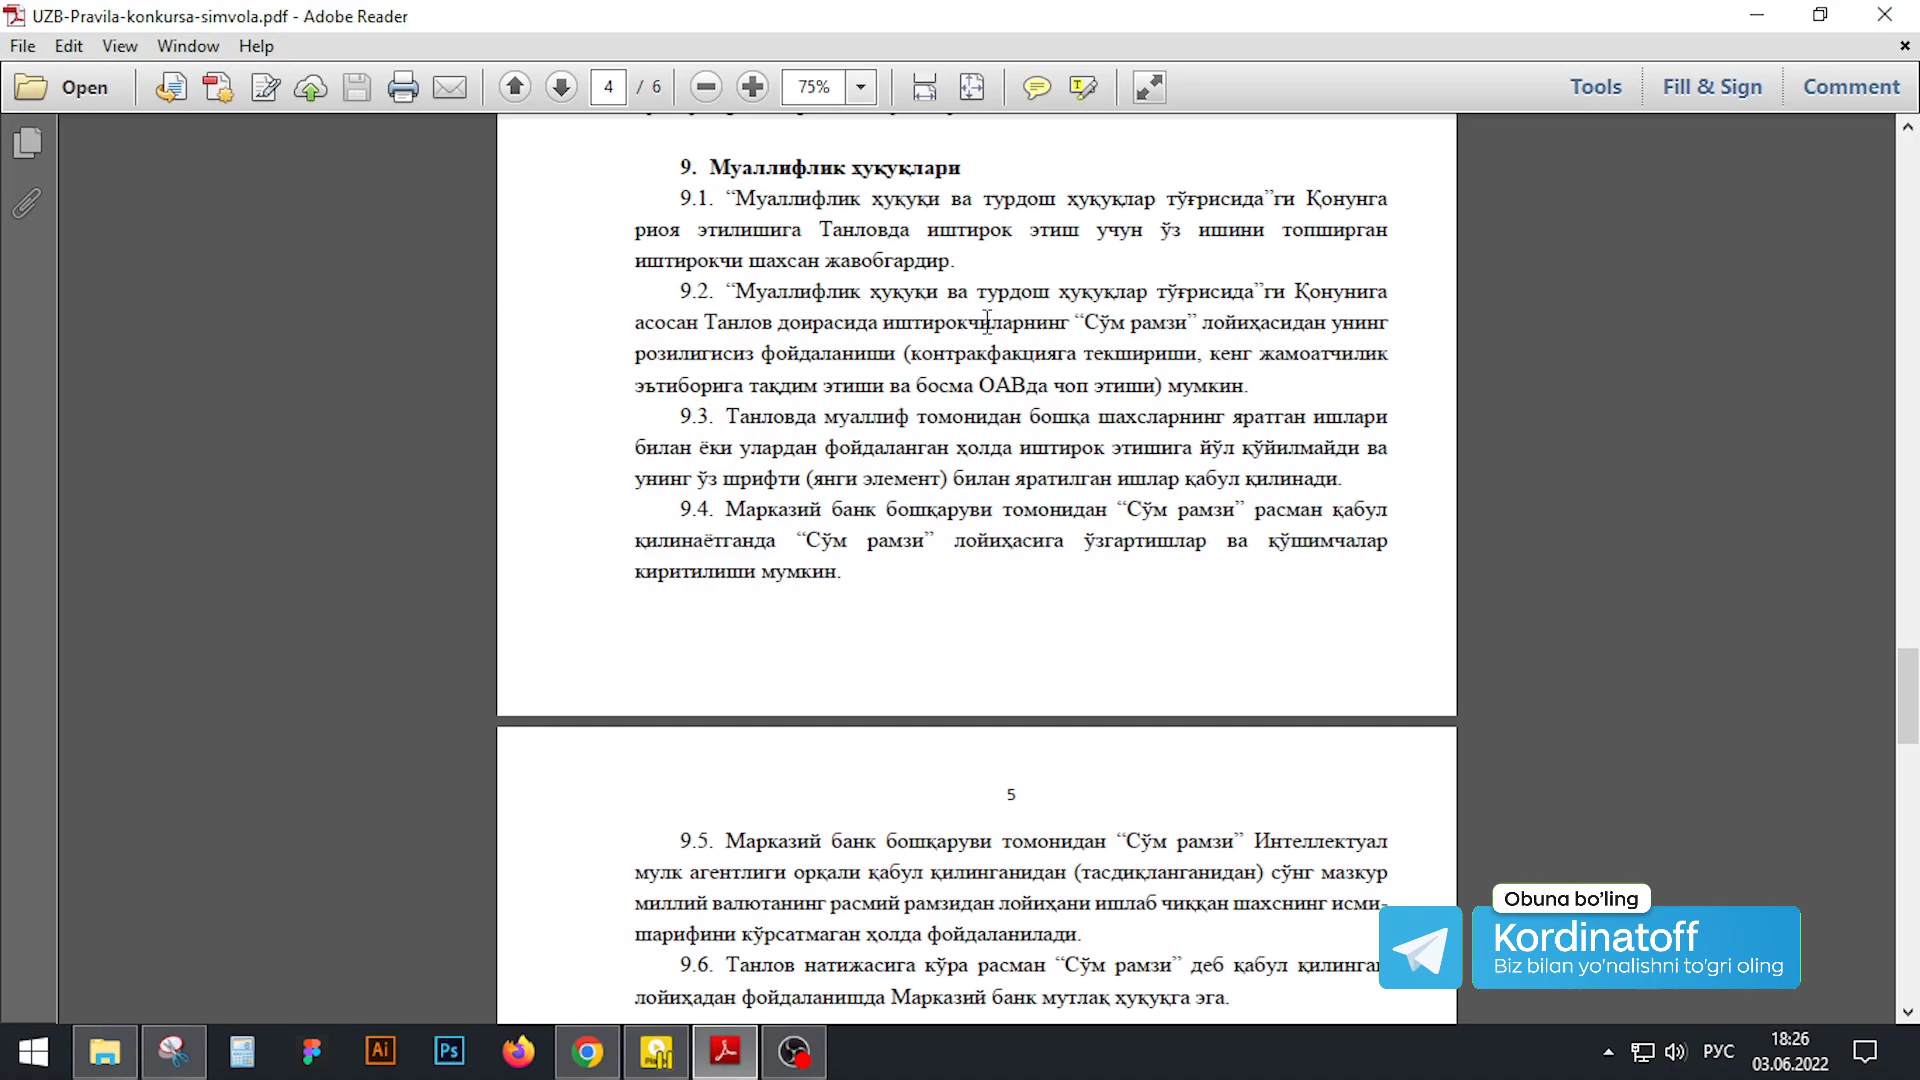 UZB-Pravila-konkursa-simvola.pdf - Adobe Reader
File Edit View Window Help
Open 4 / 6 75% Tools Fill & Sign Comment
9. Муаллифлик ҳуқуқлари
9.1. “Муаллифлик ҳуқуқи ва турдош ҳуқуқлар тўғрисида”ги Қонунга
риоя этилишига Танловда иштирок этиш учун ўз ишини топширган
иштирокчи шахсан жавобгардир.
9.2. “Муаллифлик ҳуқуқи ва турдош ҳуқуқлар тўғрисида”ги Қонунига
асосан Танлов доирасида иштирокчиларнинг “Сўм рамзи” лойиҳасидан унинг
розилигисиз фойдаланиши (контракфакцияга текшириши, кенг жамоатчилик
эътиборига тақдим этиши ва босма ОАВда чоп этиши) мумкин.
9.3. Танловда муаллиф томонидан бошқа шахсларнинг яратган ишлари
билан ёки улардан фойдаланган ҳолда иштирок этишига йўл қўйилмайди ва
унинг ўз шрифти (янги элемент) билан яратилган ишлар қабул қилинади.
9.4. Марказий банк бошқаруви томонидан “Сўм рамзи” расман қабул
қилинаётганда “Сўм рамзи” лойиҳасига ўзгартишлар ва қўшимчалар
киритилиши мумкин.
5
9.5. Марказий банк бошқаруви томонидан “Сўм рамзи” Интеллектуал
мулк агентлиги орқали қабул қилинганидан (тасдиқланганидан) сўнг мазкур
миллий валютанинг расмий рамзидан лойиҳани ишлаб чиққан шахснинг исми-
шарифини кўрсатмаган ҳолда фойдаланилади.
9.6. Танлов натижасига кўра расман “Сўм рамзи” деб қабул қилинган
лойиҳадан фойдаланишда Марказий банк мутлақ ҳуқуқга эга.
Obuna bo‘ling
Kordinatoff
Biz bilan yo‘nalishni to‘g‘ri oling
Ai Ps РУС
18:26
03.06.2022